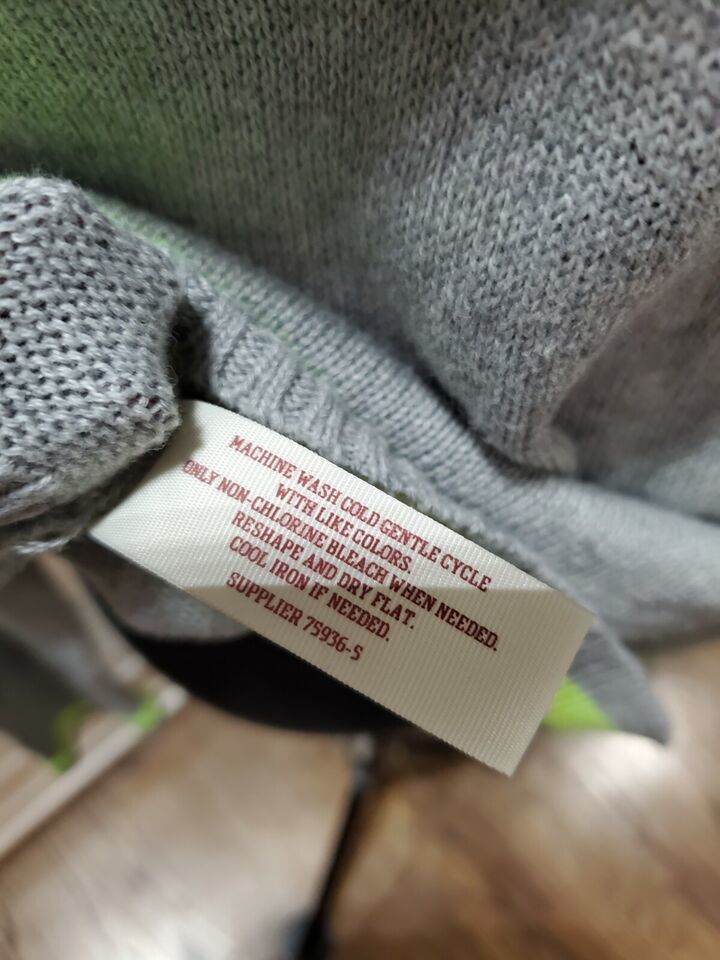 MACHINE WASH COLD GENTLE CYCLE
WITH LIKE COLORS.
ONLY NON-CHLORINE BLEACH WHEN NEEDED.
RESHAPE AND DRY FLAT.
COOL IRON IF NEEDED.
SUPPLIER 75936-5